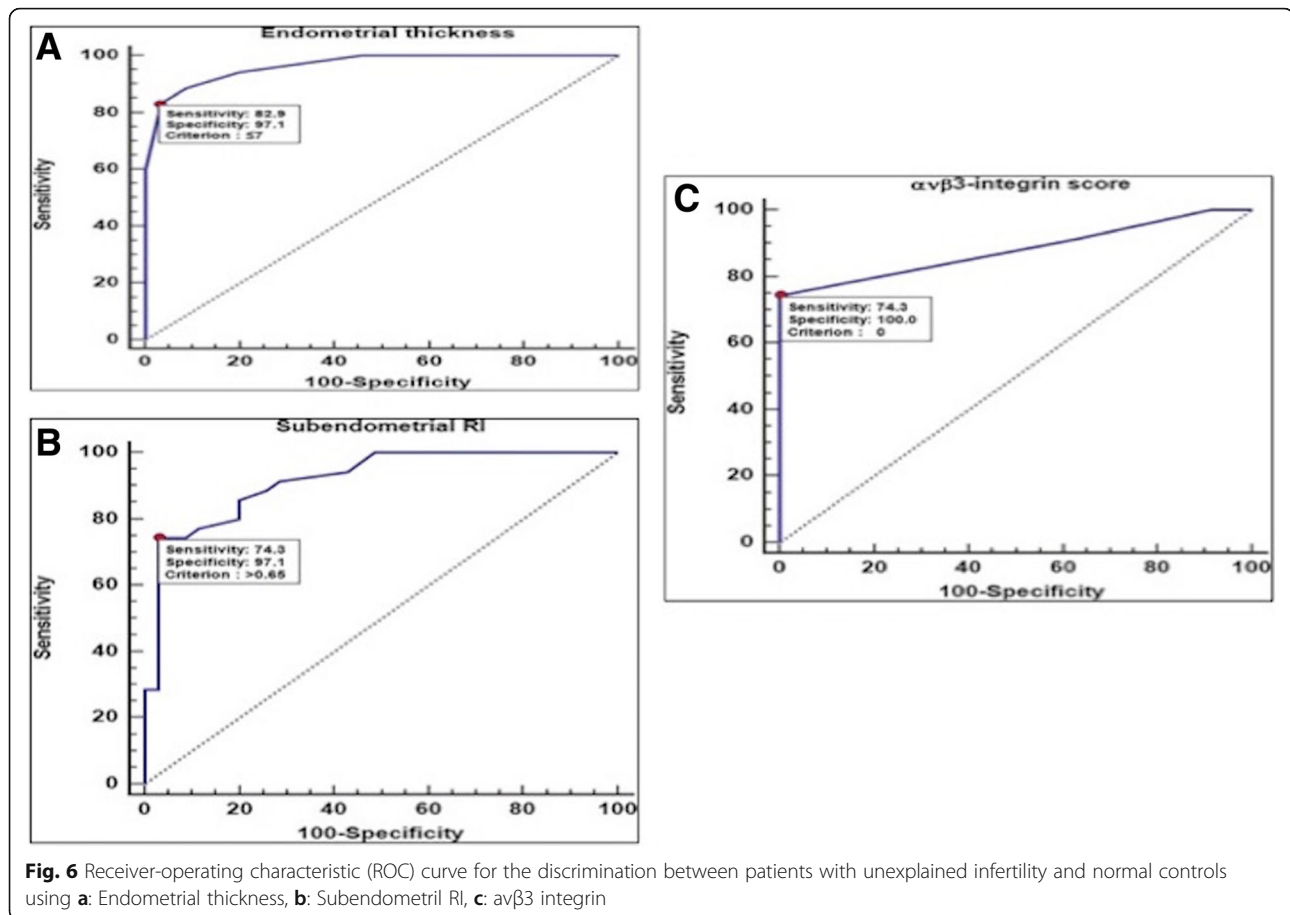 A
Endometrial thickness
100
80
60
40
20
0
Sensitivity: 82.9
Specificity: 97.1
Criterion : ≤7
Sensitivity
0 20 40 60 80 100
100-Specificity
B
Subendometrial RI
100
80
60
40
20
0
Sensitivity: 74.3
Specificity: 97.1
Criterion : >0.65
Sensitivity
0 20 40 60 80 100
100-Specificity
C
αvβ3-integrin score
100
80
60
40
20
0
Sensitivity: 74.3
Specificity: 100.0
Criterion : 0
Sensitivity
0 20 40 60 80 100
100-Specificity
Fig. 6 Receiver-operating characteristic (ROC) curve for the discrimination between patients with unexplained infertility and normal controls
using a: Endometrial thickness, b: Subendometril RI, c: avβ3 integrin